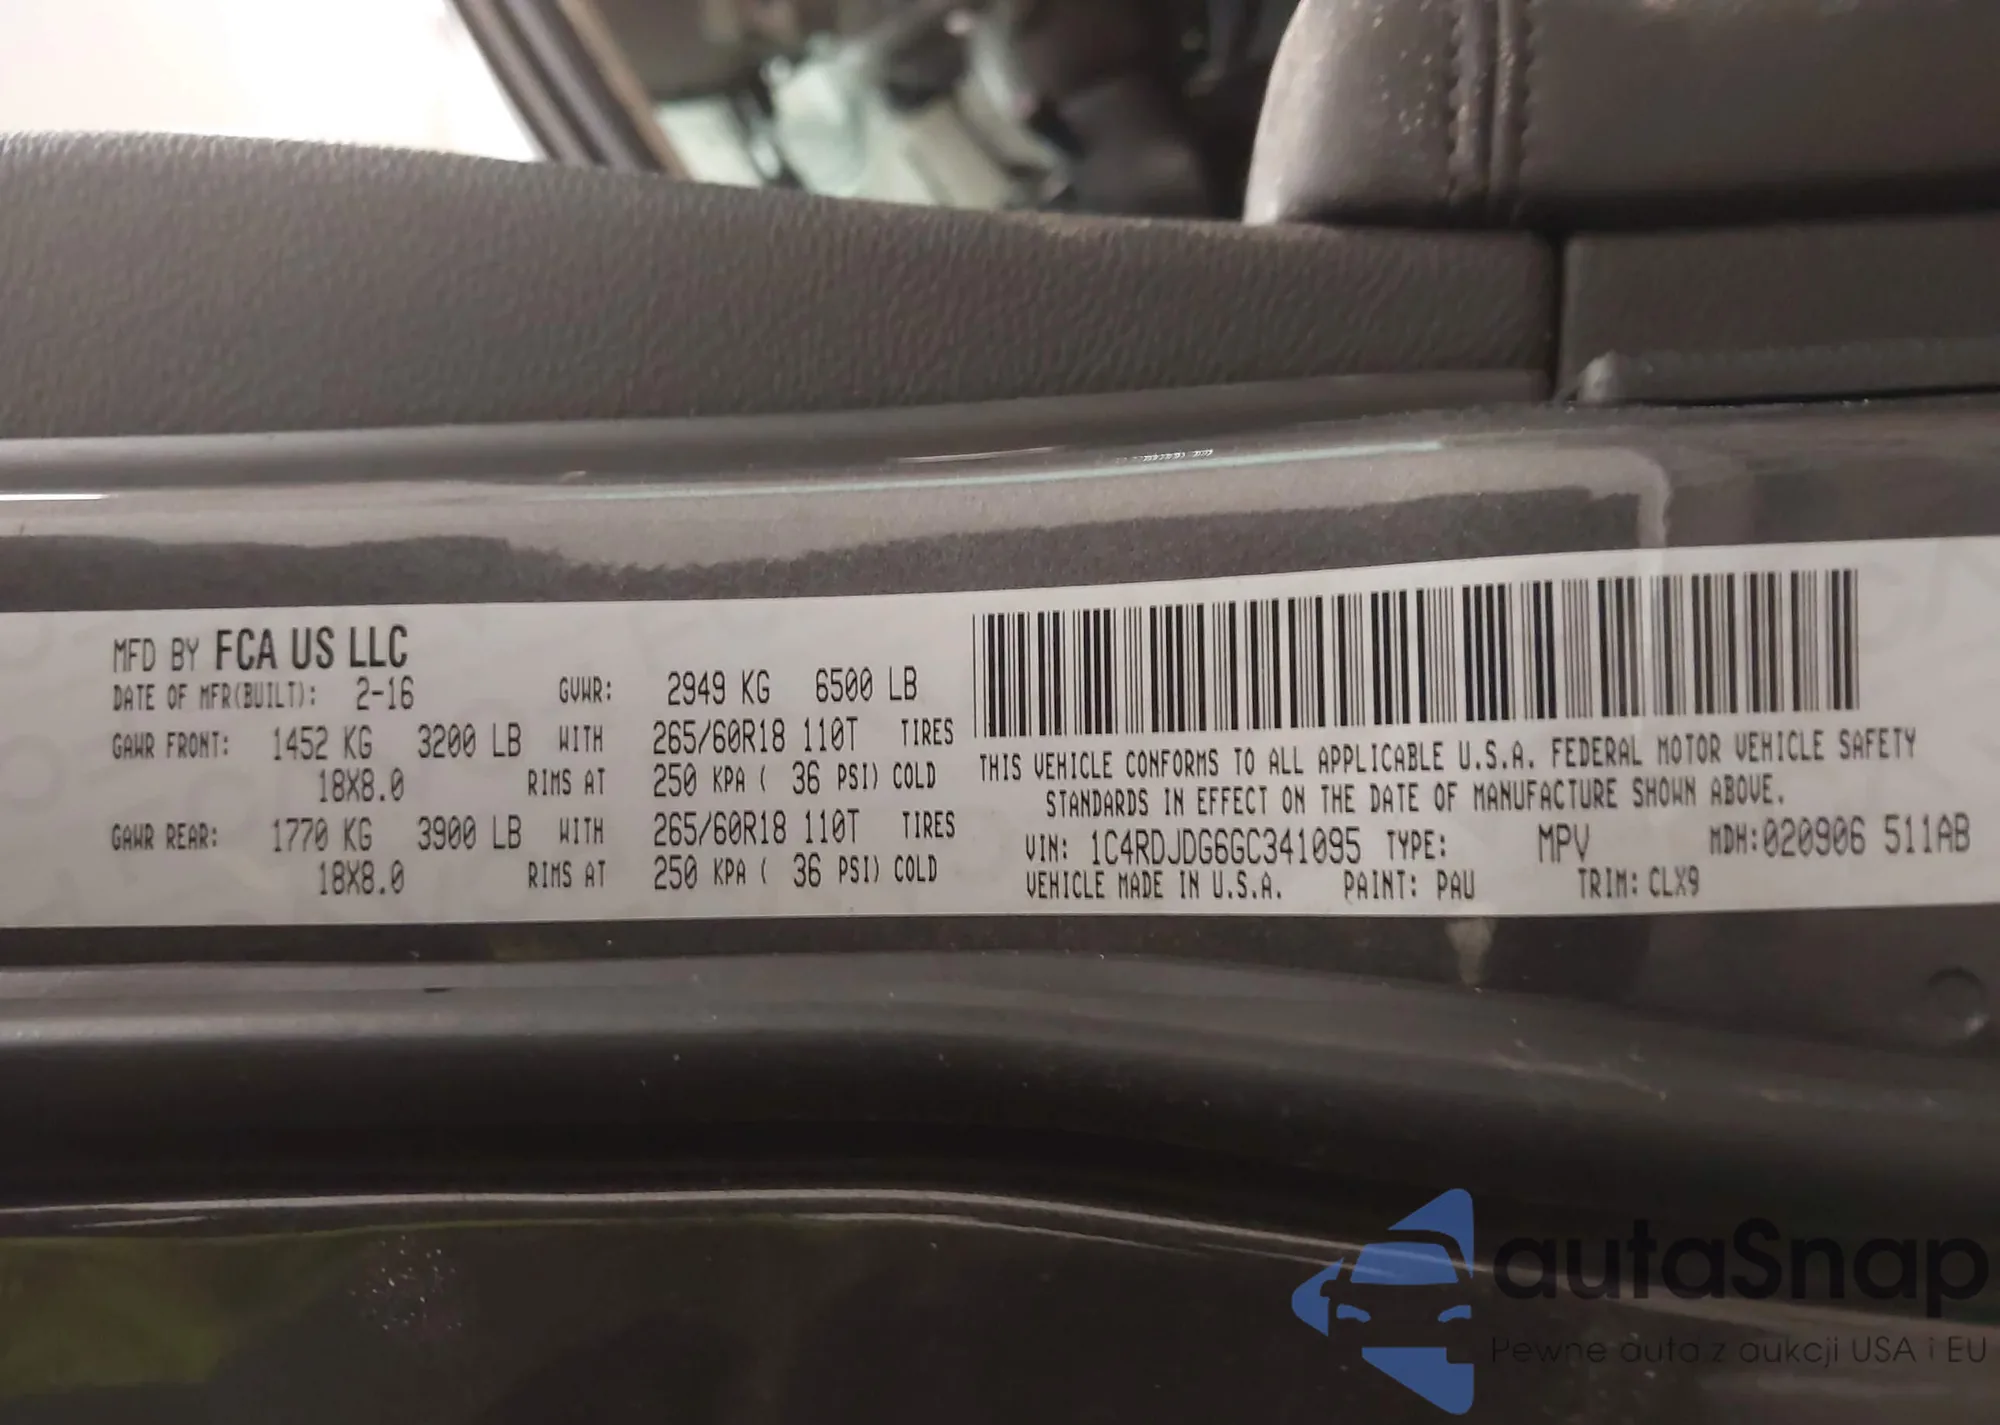 MFD BY FCA US LLC
DATE OF MFR(BUILT): 2-16 GVWR: 2949 KG 6500 LB
GAWR FRONT: 1452 KG 3200 LB WITH 265/60R18 110T TIRES
18X8.0 RIMS AT 250 KPA ( 36 PSI) COLD
GAWR REAR: 1770 KG 3900 LB WITH 265/60R18 110T TIRES
18X8.0 RIMS AT 250 KPA ( 36 PSI) COLD
THIS VEHICLE CONFORMS TO ALL APPLICABLE U.S.A. FEDERAL MOTOR VEHICLE SAFETY
STANDARDS IN EFFECT ON THE DATE OF MANUFACTURE SHOWN ABOVE.
VIN: 1C4RDJDG6GC341095 TYPE: MPV MDH:020906 511AB
VEHICLE MADE IN U.S.A. PAINT: PAU TRIM: CLX9
autaSnap
Pewne auta z aukcji USA i EU